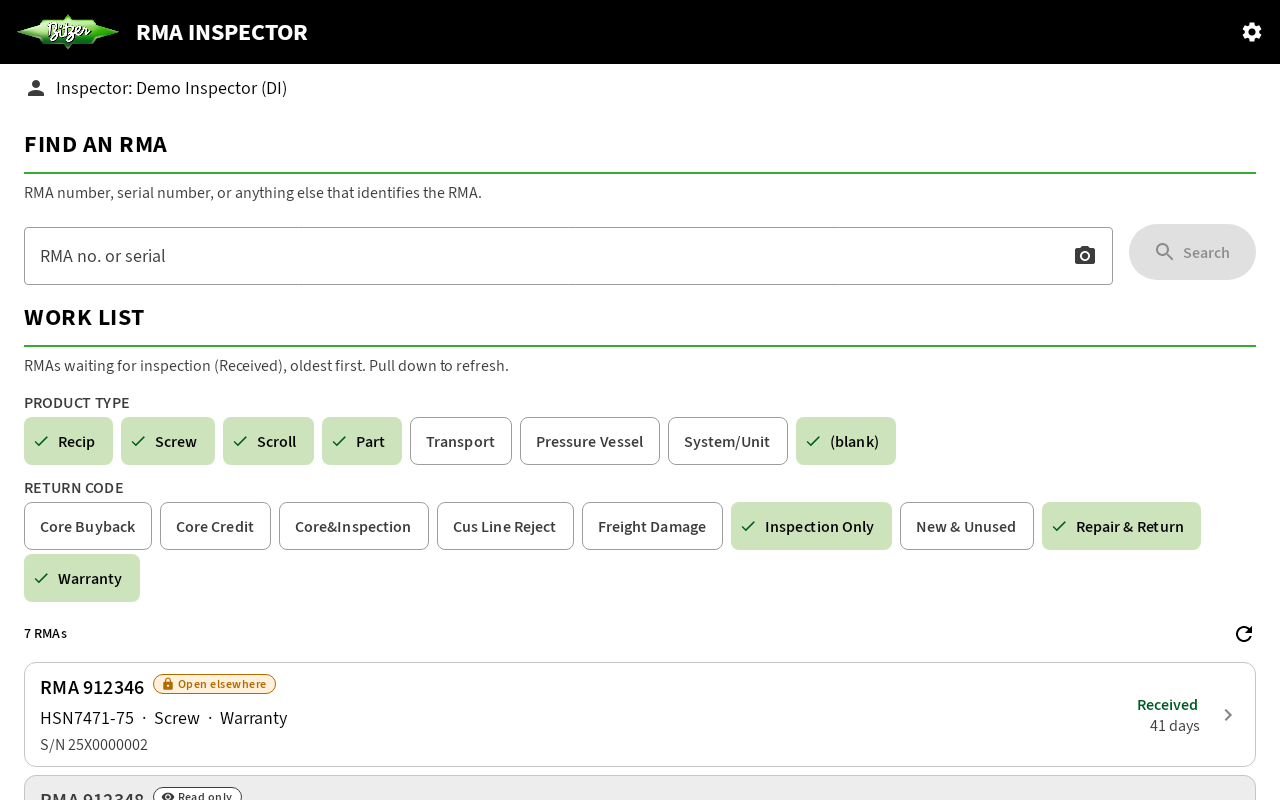 Bitzer RMA INSPECTOR
Inspector: Demo Inspector (DI)
FIND AN RMA
RMA number, serial number, or anything else that identifies the RMA.
RMA no. or serial
Search
WORK LIST
RMAs waiting for inspection (Received), oldest first. Pull down to refresh.
PRODUCT TYPE
Recip Screw Scroll Part Transport Pressure Vessel System/Unit (blank)
RETURN CODE
Core Buyback Core Credit Core&Inspection Cus Line Reject Freight Damage Inspection Only New & Unused Repair & Return
Warranty
7 RMAs
RMA 912346 Open elsewhere
HSN7471-75 · Screw · Warranty
S/N 25X0000002
Received
41 days
RMA 912348 Read only